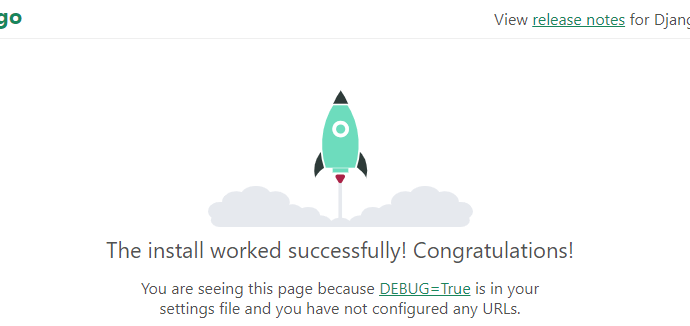 go
View release notes for Djang
The install worked successfully! Congratulations!
You are seeing this page because DEBUG=True is in your
settings file and you have not configured any URLs.